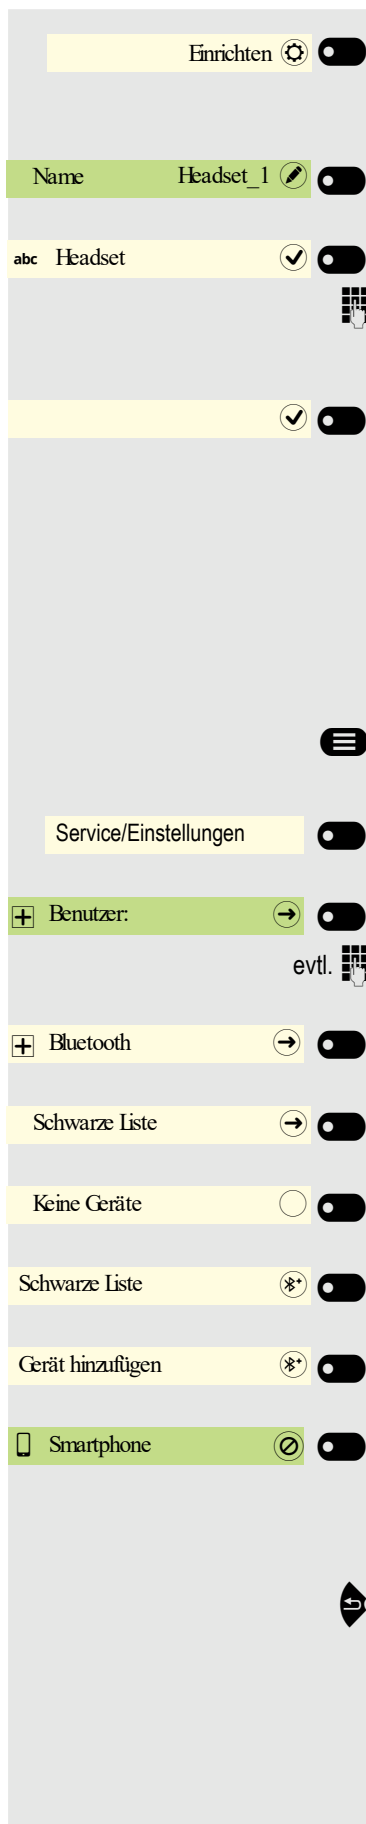 Einrichten
Name Headset_1
abc Headset
Service/Einstellungen
Benutzer:
evtl.
Bluetooth
Schwarze Liste
Keine Geräte
Schwarze Liste
Gerät hinzufügen
Smartphone